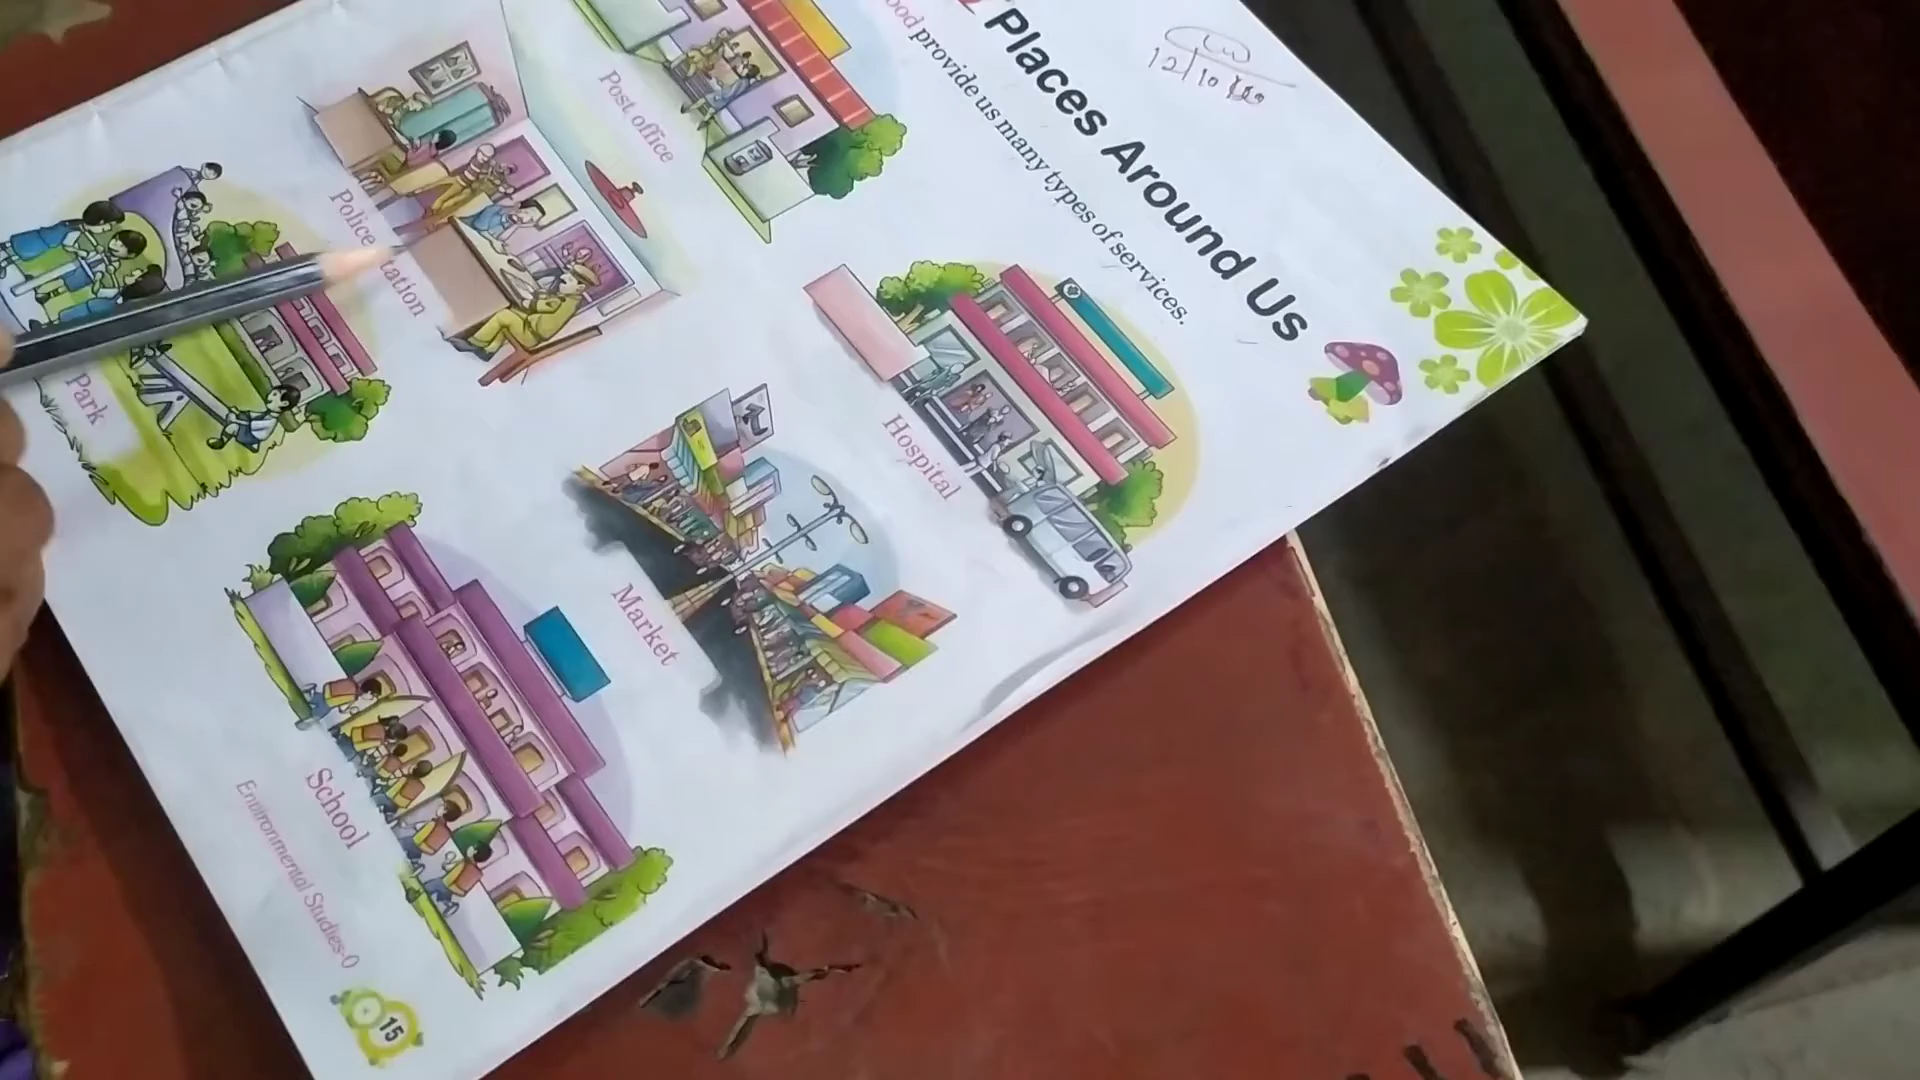 Places Around Us
provide us many types of services.
Post office
Hospital
Police
Market
Park
School
Environmental Studies-0
15
12/10